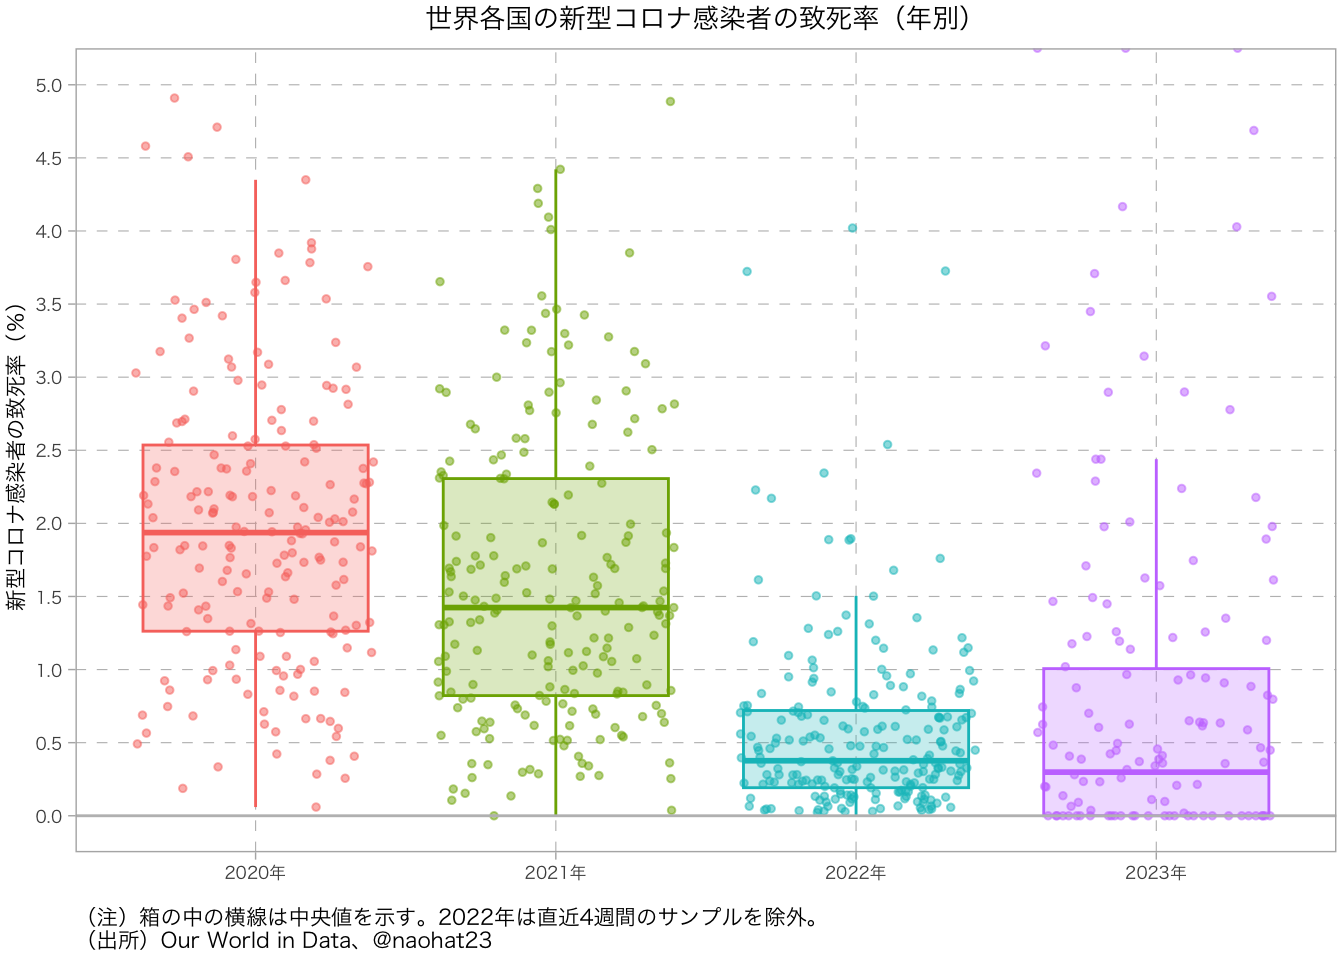 世界各国の新型コロナ感染者の致死率（年別）
新型コロナ感染者の致死率（%）
5.0
4.5
4.0
3.5
3.0
2.5
2.0
1.5
1.0
0.5
0.0
2020年 2021年 2022年 2023年
（注）箱の中の横線は中央値を示す。2022年は直近4週間のサンプルを除外。
（出所）Our World in Data、@naohat23